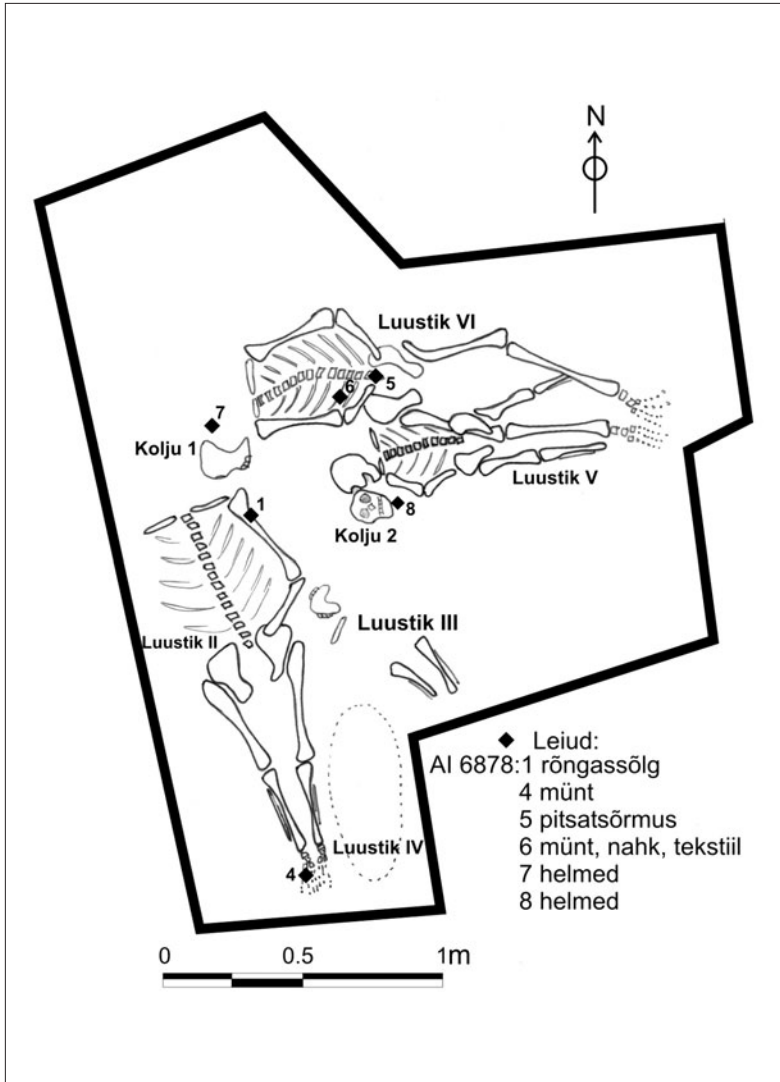 N
Luustik VI
5
6
7
Kolju 1
Luustik V
8
Kolju 2
1
Luustik III
Luustik II
Leiud:
AI 6878:1 rõngassõlg
4 münt
5 pitsatsõrmus
6 münt, nahk, tekstiil
7 helmed
8 helmed
Luustik IV
4
0 0.5 1m